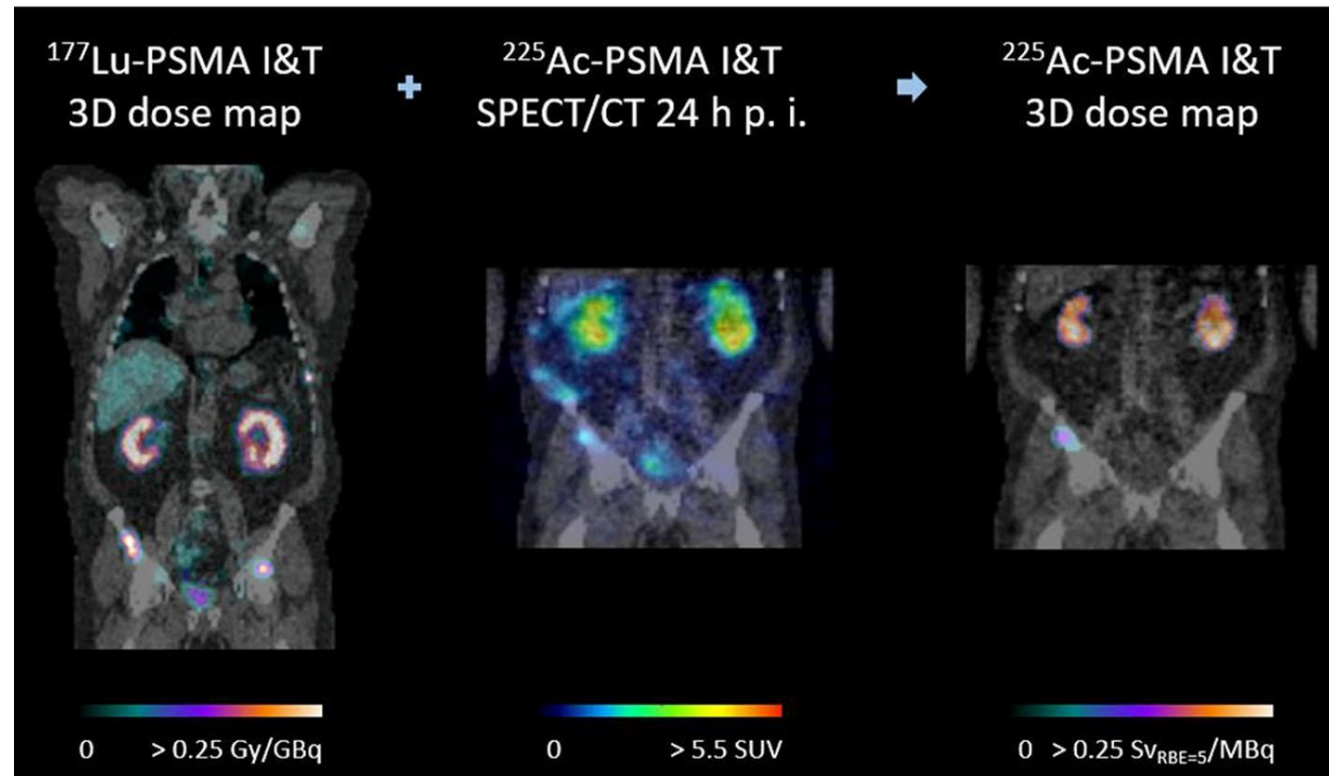 ¹⁷⁷Lu-PSMA I&T
3D dose map
+
²²⁵Ac-PSMA I&T
SPECT/CT 24 h p. i.
²²⁵Ac-PSMA I&T
3D dose map
0 > 0.25 Gy/GBq
0 > 5.5 SUV
0 > 0.25 Sv_RBE=5/MBq